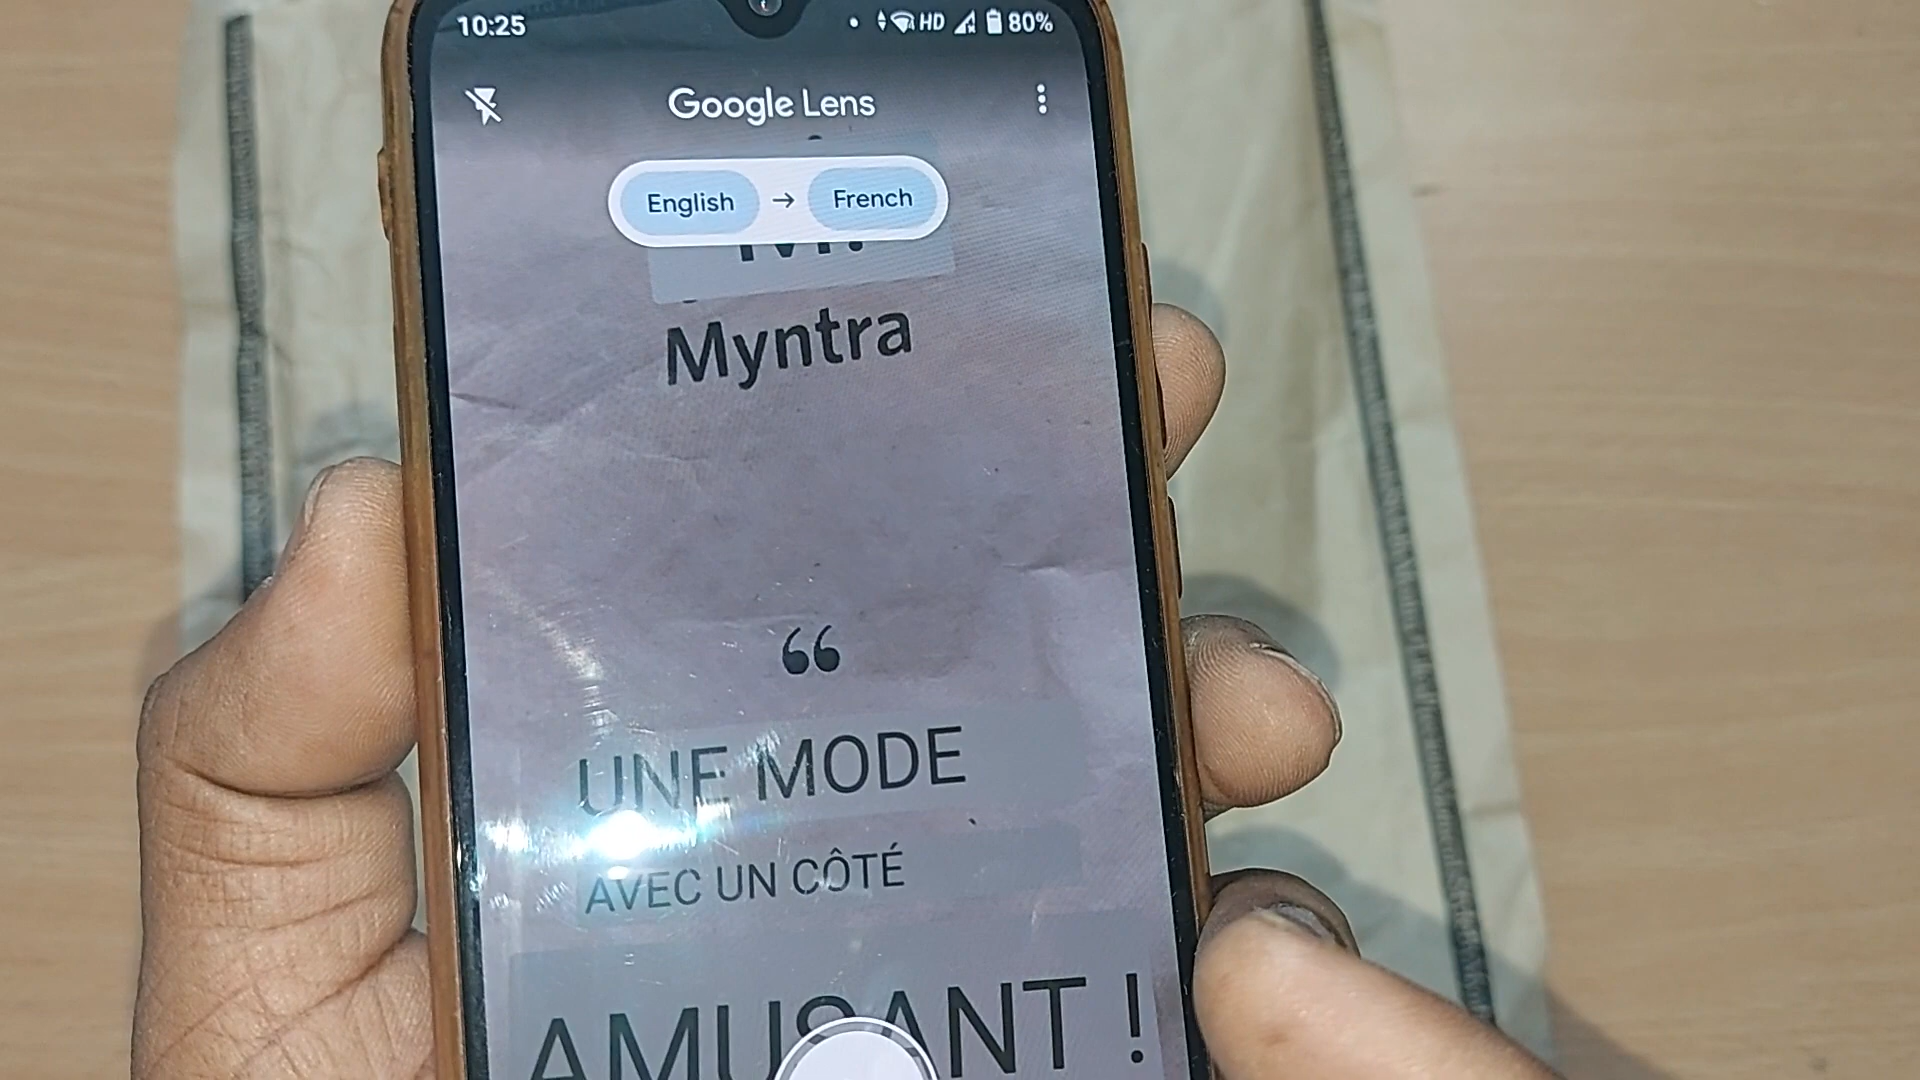 10:25 HD 80%
Google Lens
English → French
Myntra
“
UNE MODE
AVEC UN CÔTÉ
AMUSANT !